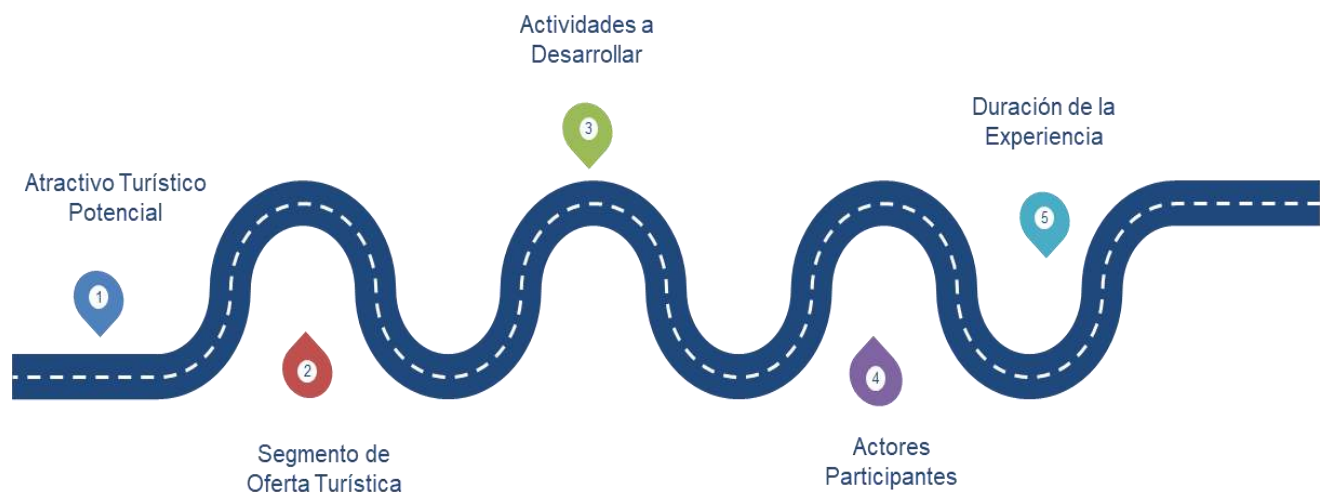 Atractivo Turístico
Potencial
1
2
Segmento de
Oferta Turística
Actividades a
Desarrollar
3
4
Actores
Participantes
Duración de la
Experiencia
5